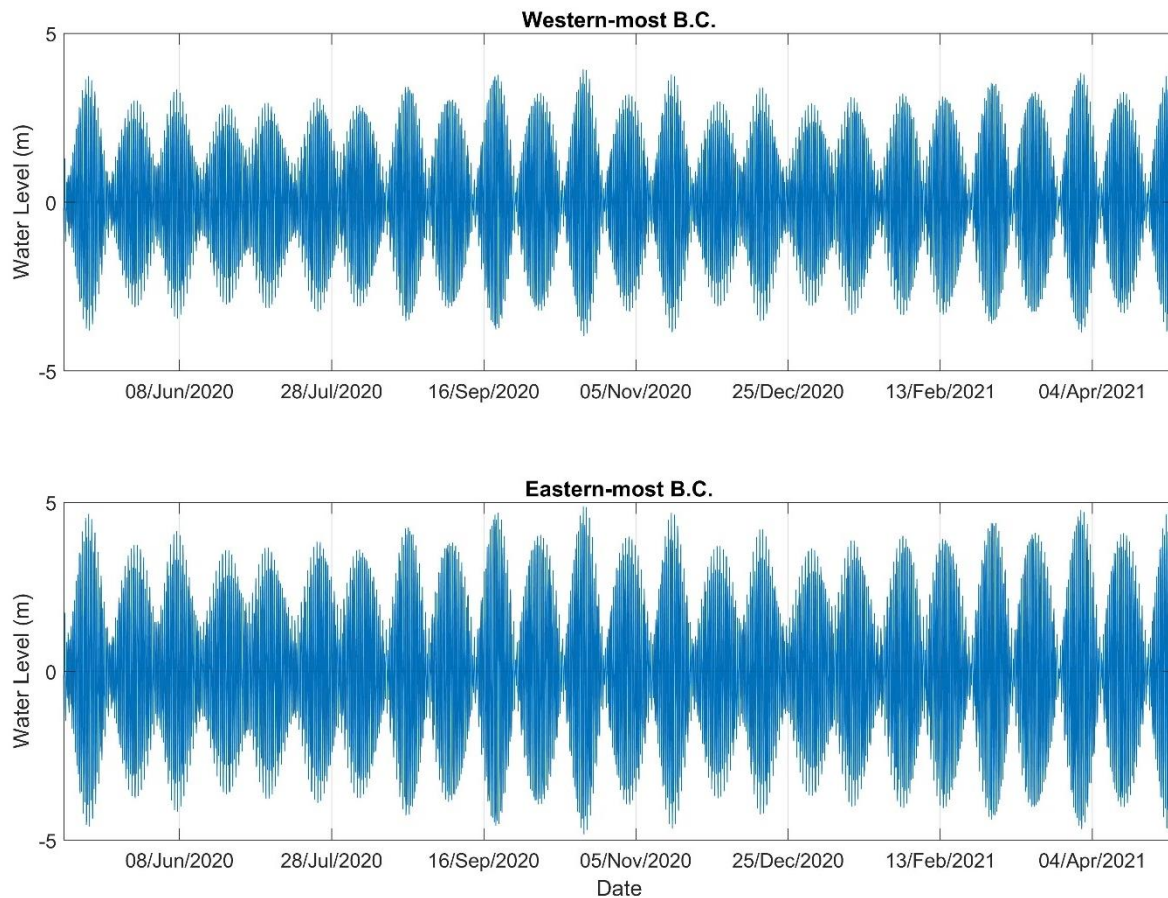 Western-most B.C.
Water Level (m)
5
0
-5
08/Jun/2020 28/Jul/2020 16/Sep/2020 05/Nov/2020 25/Dec/2020 13/Feb/2021 04/Apr/2021
Eastern-most B.C.
Water Level (m)
5
0
-5
08/Jun/2020 28/Jul/2020 16/Sep/2020 05/Nov/2020 25/Dec/2020 13/Feb/2021 04/Apr/2021
Date